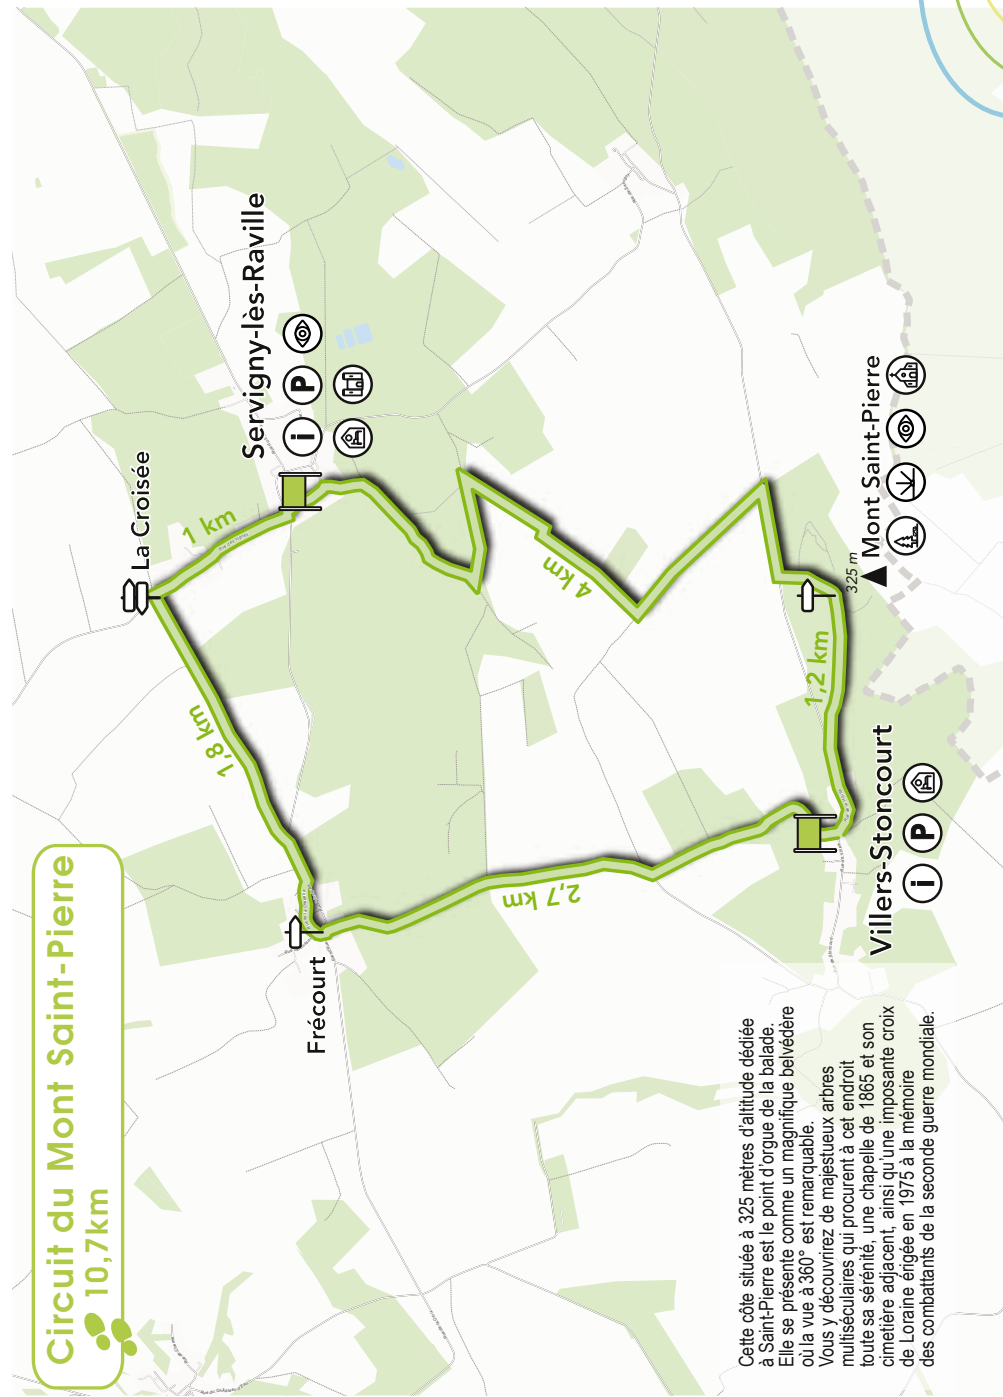 Circuit du Mont Saint-Pierre
10,7km
La Croisée
1 km
Servigny-lès-Raville
i P
1,8 km
4 km
Frécourt
2,7 km
1,2 km
325 m
Mont Saint-Pierre
Villers-Stoncourt
i P
Cette côte située à 325 mètres d'altitude dédiée
à Saint-Pierre est le point d'orgue de la balade.
Elle se présente comme un magnifique belvédère
où la vue à 360° est remarquable.
Vous y découvrirez de majestueux arbres
multiséculaires qui procurent à cet endroit
toute sa sérénité, une chapelle de 1865 et son
cimetière adjacent, ainsi qu'une imposante croix
de Loraine érigée en 1975 à la mémoire
des combattants de la seconde guerre mondiale.